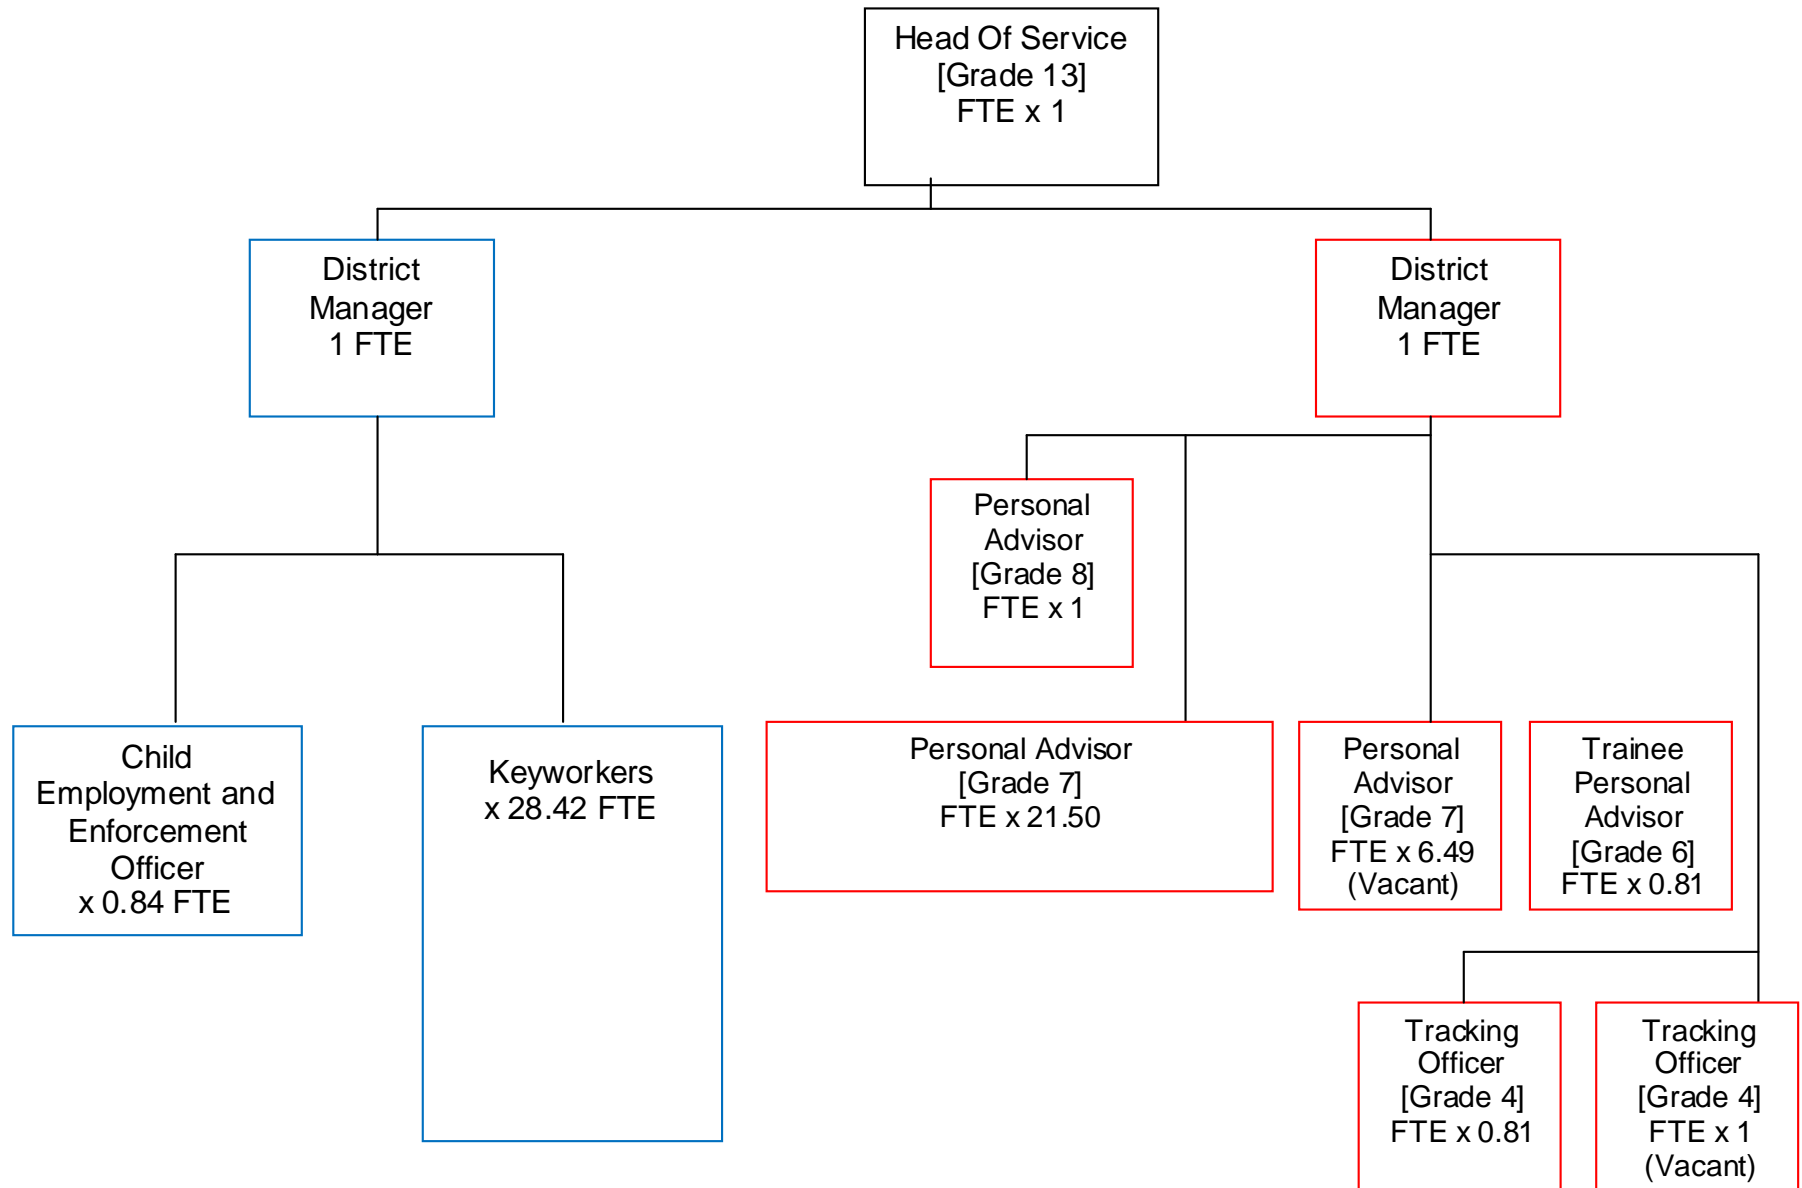 Head Of Service
[Grade 13]
FTE x 1
District
Manager
1 FTE
District
Manager
1 FTE
Personal
Advisor
[Grade 8]
FTE x 1
Child
Employment and
Enforcement
Officer
x 0.84 FTE
Keyworkers
x 28.42 FTE
Personal Advisor
[Grade 7]
FTE x 21.50
Personal
Advisor
[Grade 7]
FTE x 6.49
(Vacant)
Trainee
Personal
Advisor
[Grade 6]
FTE x 0.81
Tracking
Officer
[Grade 4]
FTE x 0.81
Tracking
Officer
[Grade 4]
FTE x 1
(Vacant)